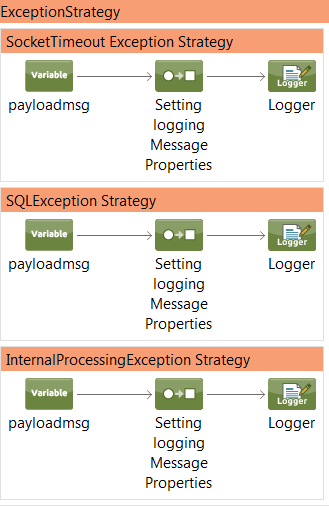 ExceptionStrategy
SocketTimeout Exception Strategy
Variable
Logger
payloadmsg
Setting
logging
Message
Properties
Logger
SQLException Strategy
Variable
Logger
payloadmsg
Setting
logging
Message
Properties
Logger
InternalProcessingException Strategy
Variable
Logger
payloadmsg
Setting
logging
Message
Properties
Logger